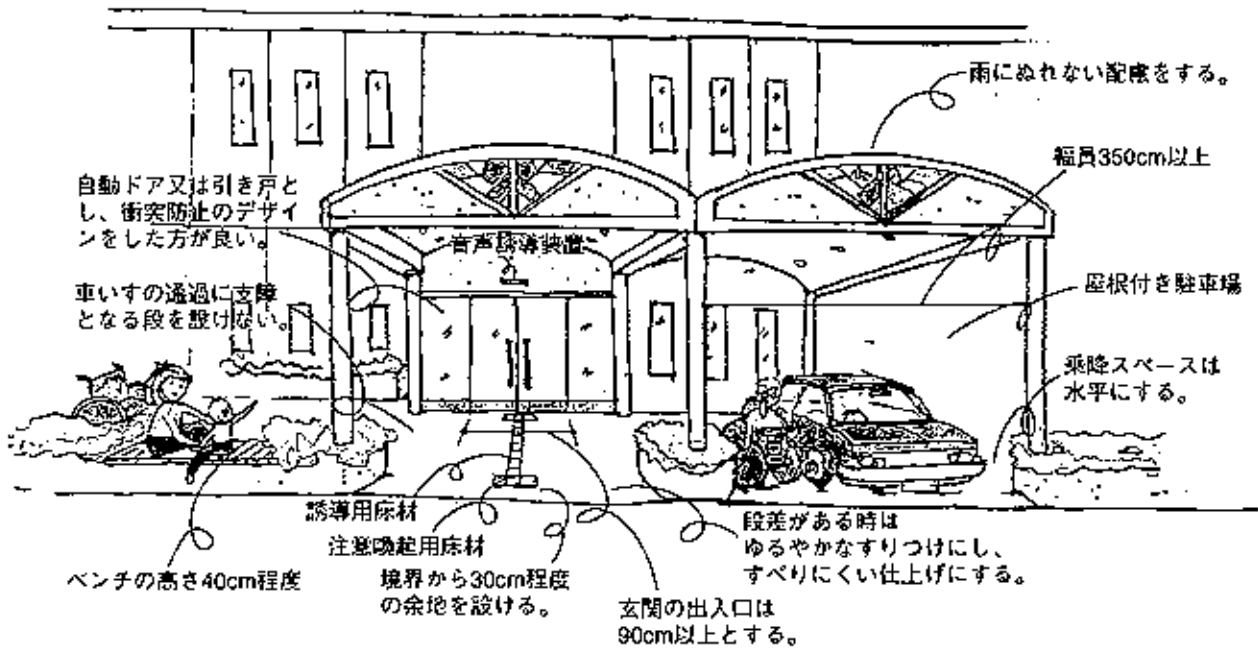 雨にぬれない配慮をする。
幅員350cm以上
自動ドア又は引き戸と
し、衝突防止のデザイ
ンをした方が良い。
音声誘導装置
屋根付き駐車場
車いすの通過に支障
となる段を設けない。
乗降スペースは
水平にする。
誘導用床材
注意喚起用床材
ベンチの高さ40cm程度
境界から30cm程度
の余地を設ける。
段差がある時は
ゆるやかなすりつけにし、
すべりにくい仕上げにする。
玄関の出入口は
90cm以上とする。